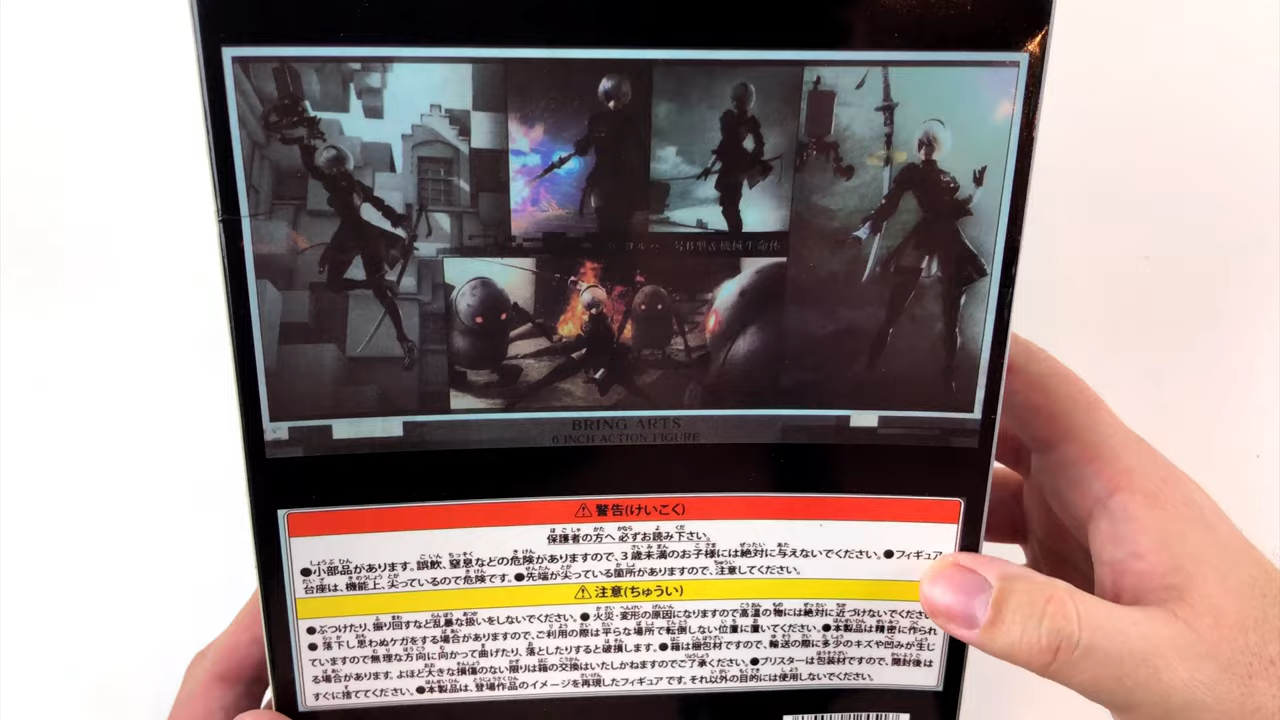 号B型&機械生命体
BRING ARTS
6 INCH ACTION FIGURE
⚠警告(けいこく)
保護者の方へ 必ずお読み下さい。
●小部品があります。誤飲、窒息などの危険がありますので、3歳未満のお子様には絶対に与えないでください。●フィギュア
台座は、機能上、尖っているので危険です。●先端が尖っている箇所がありますので、注意してください。
⚠注意(ちゅうい)
●ぶつけたり、振り回すなど乱暴な扱いをしないでください。●火災・変形の原因になりますので高温の物には絶対に近づけないでくださ
●落下し思わぬケガをする場合がありますので、ご利用の際は平らな場所で転倒しない位置に置いてください。●本製品は精密に作られ
ていますので無理な方向に向かって曲げたり、落としたりすると破損します。●箱は梱包材ですので、輸送の際に多少のキズや凹みが生じ
る場合があります。よほど大きな損傷のない限りは箱の交換はいたしかねますのでご了承ください。●ブリスターは包装材ですので、開封後は
すぐに捨ててください。●本製品は、登場作品のイメージを再現したフィギュアです。それ以外の目的には使用しないでください。